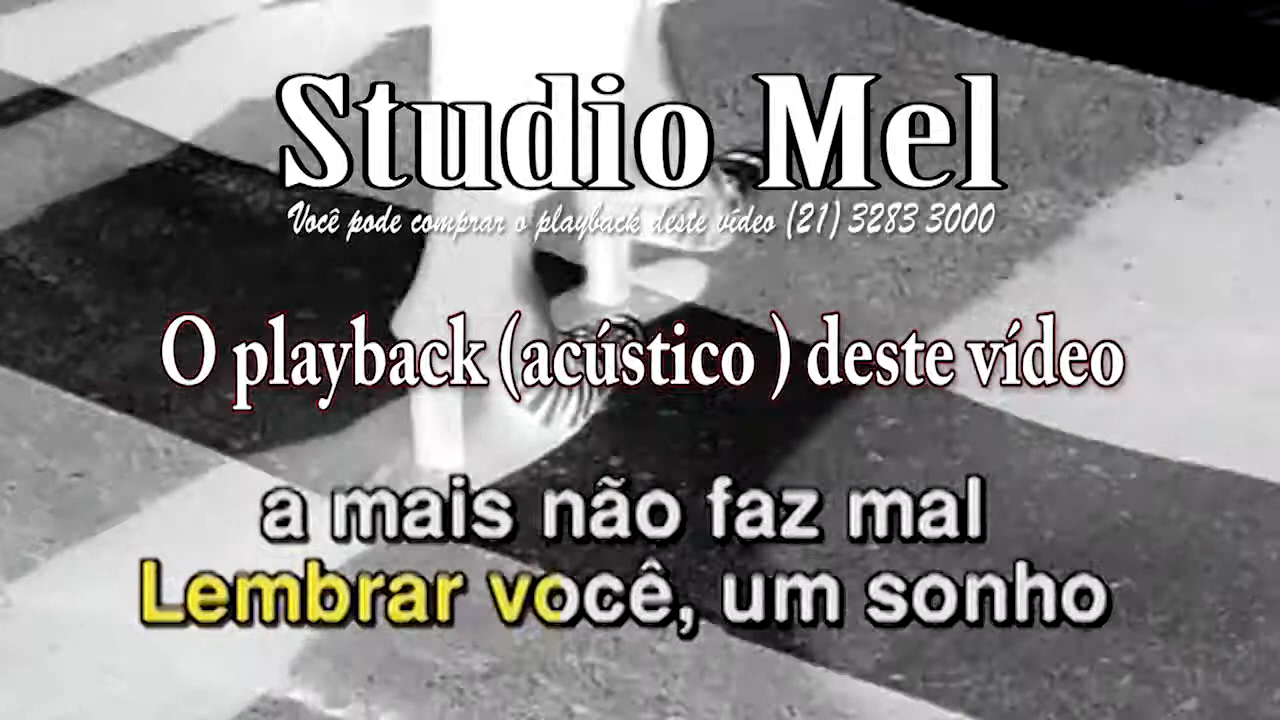 Studio Mel
Você pode comprar o playback deste vídeo (21) 3283 3000
O playback (acústico ) deste vídeo
a mais não faz mal
Lembrar você, um sonho